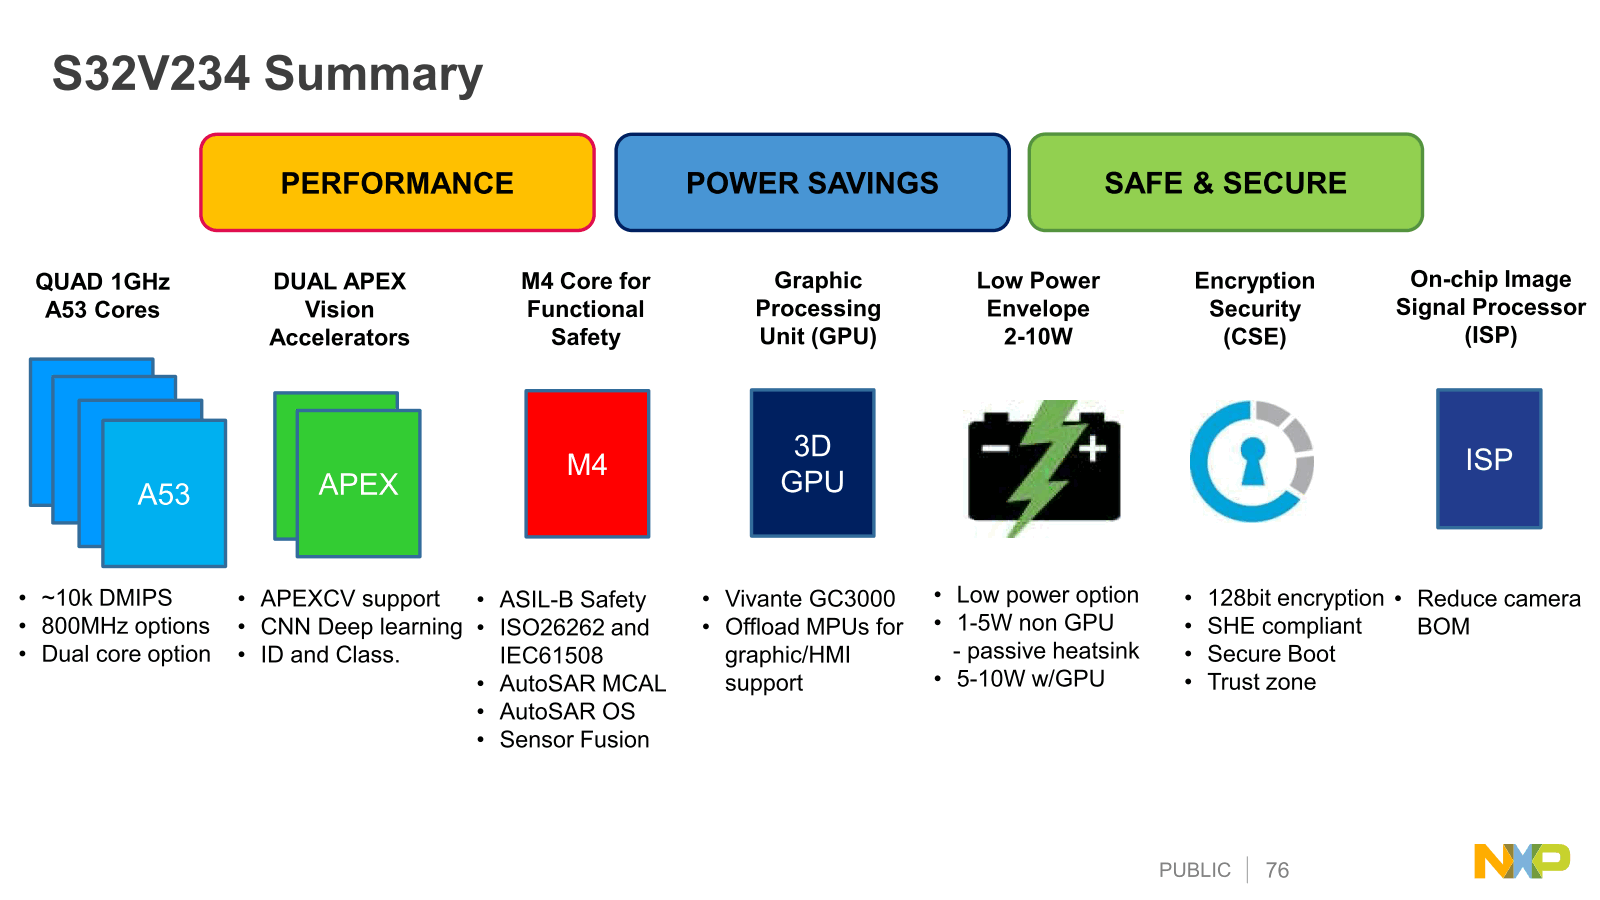 S32V234 Summary
PERFORMANCE
POWER SAVINGS
SAFE & SECURE
QUAD 1GHz
A53 Cores
A53
• ~10k DMIPS
• 800MHz options
• Dual core option
DUAL APEX
Vision
Accelerators
APEX
• APEXCV support
• CNN Deep learning
• ID and Class.
M4 Core for
Functional
Safety
M4
• ASIL-B Safety
• ISO26262 and
IEC61508
• AutoSAR MCAL
• AutoSAR OS
• Sensor Fusion
Graphic
Processing
Unit (GPU)
3D
GPU
• Vivante GC3000
• Offload MPUs for
graphic/HMI
support
Low Power
Envelope
2-10W
• Low power option
• 1-5W non GPU
- passive heatsink
• 5-10W w/GPU
Encryption
Security
(CSE)
• 128bit encryption
• SHE compliant
• Secure Boot
• Trust zone
On-chip Image
Signal Processor
(ISP)
ISP
• Reduce camera
BOM
PUBLIC | 76
NXP